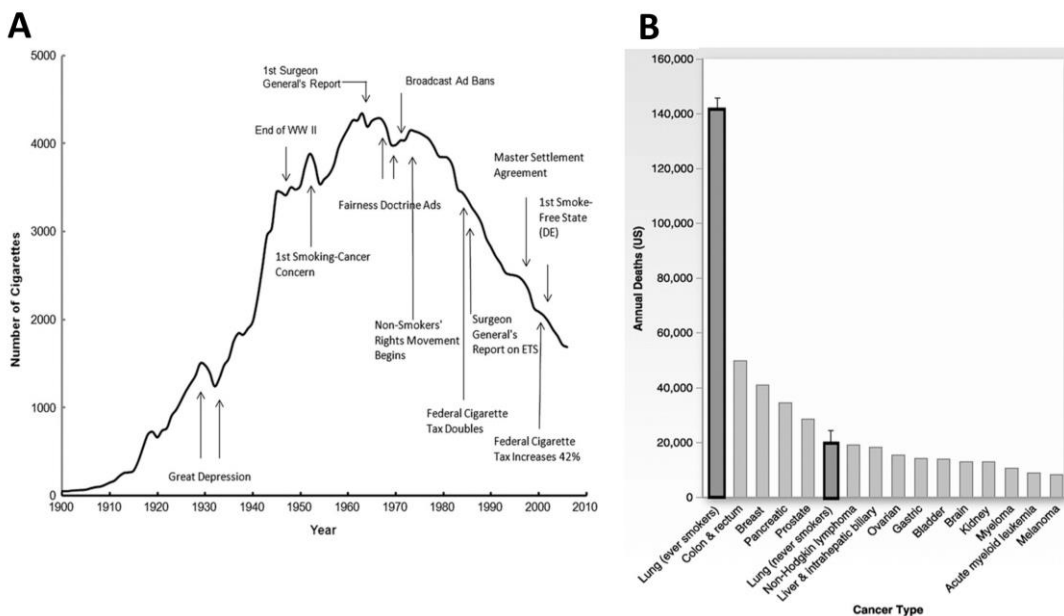 A
5000
4000
3000
2000
1000
0
Number of Cigarettes
1st Surgeon
General's Report
Broadcast Ad Bans
End of WW II
Master Settlement
Agreement
Fairness Doctrine Ads
1st Smoke-
Free State
(DE)
1st Smoking-Cancer
Concern
Non-Smokers'
Rights Movement
Begins
Surgeon
General's
Report on ETS
Federal Cigarette
Tax Doubles
Federal Cigarette
Tax Increases 42%
Great Depression
1900 1910 1920 1930 1940 1950 1960 1970 1980 1990 2000 2010
Year
B
160,000
140,000
120,000
100,000
80,000
60,000
40,000
20,000
0
Annual Deaths (US)
Lung (ever smokers)
Colon & rectum
Breast
Pancreatic
Prostate
Lung (never smokers)
Non-Hodgkin lymphoma
Liver & intrahepatic biliary
Ovarian
Gastric
Bladder
Brain
Kidney
Myeloma
Acute myeloid leukemia
Melanoma
Cancer Type